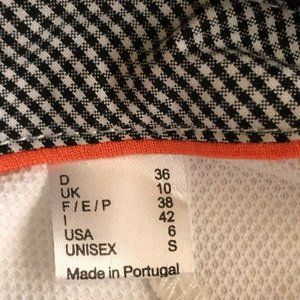 D 36
UK 10
F/E/P 38
I 42
USA 6
UNISEX S
Made in Portugal